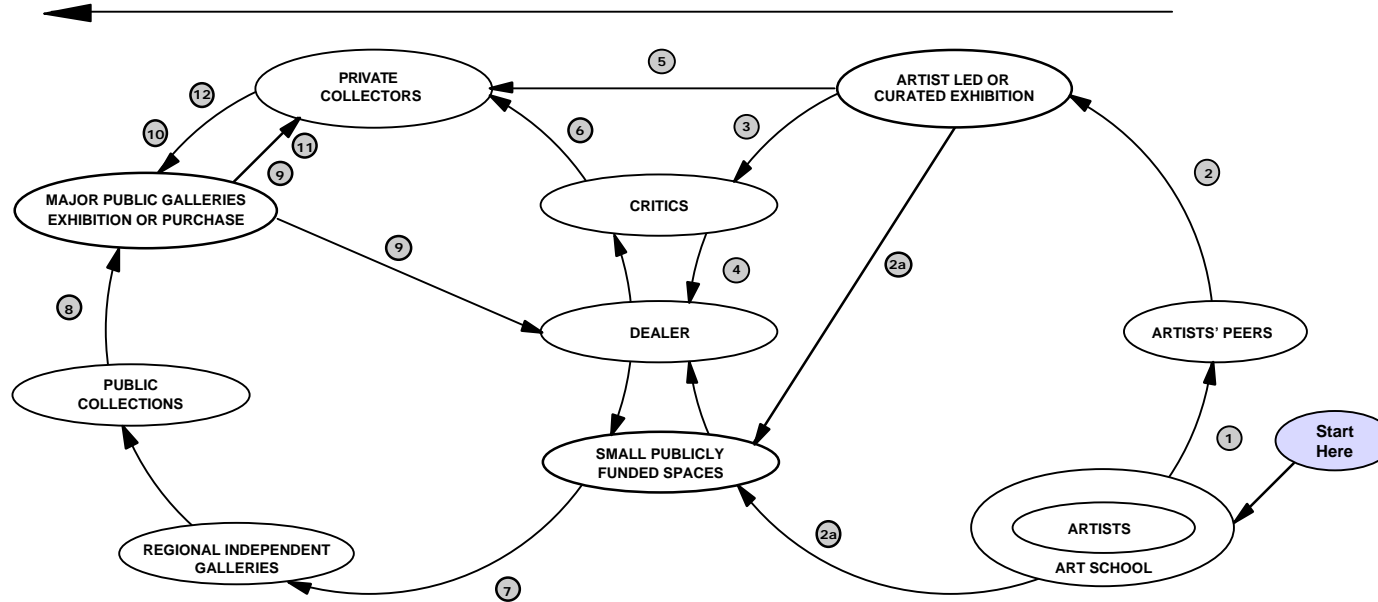 5
PRIVATE
COLLECTORS
ARTIST LED OR
CURATED EXHIBITION
12
10
6
3
11
9
2
MAJOR PUBLIC GALLERIES
EXHIBITION OR PURCHASE
CRITICS
9
4
2a
8
DEALER
ARTISTS' PEERS
PUBLIC
COLLECTIONS
1
Start
Here
SMALL PUBLICLY
FUNDED SPACES
2a
ARTISTS
REGIONAL INDEPENDENT
GALLERIES
ART SCHOOL
7